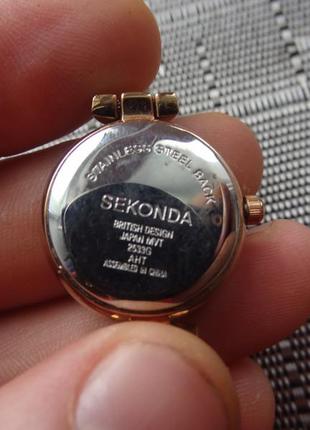 STAINLESS STEEL BACK
SEKONDA
BRITISH DESIGN
JAPAN MVT
2533G
AHT
ASSEMBLED IN CHINA